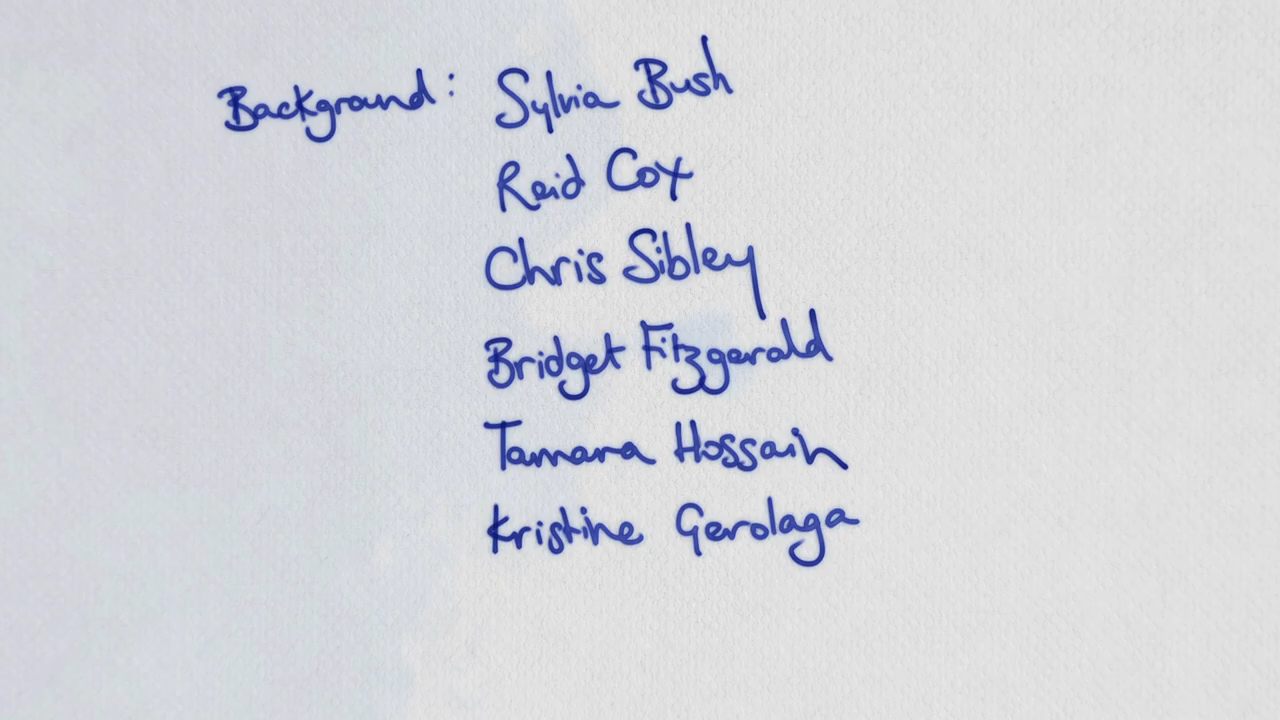 Background: Sylvia Bush
Reid Cox
Chris Sibley
Bridget Fitzgerald
Tamara Hossain
Kristine Gerolaga